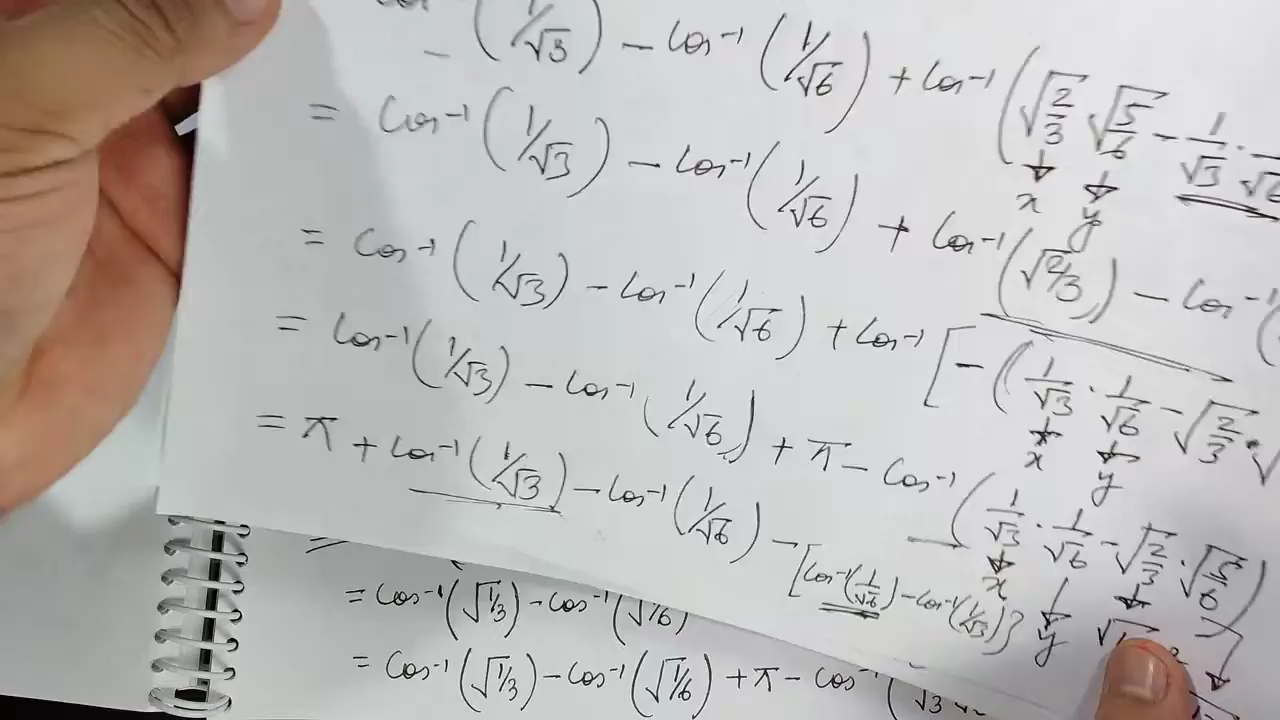 (1/√3) - Cos⁻¹(1/√6) + Cos⁻¹(√2/3 √5/6 - 1/√3 ·
x y
= Cos⁻¹(1/√3) - Cos⁻¹(1/√6) + Cos⁻¹(√2/3) - Cos⁻¹(
= Cos⁻¹(1/√3) - Cos⁻¹(1/√6) + Cos⁻¹[-(1/√3 · 1/√6 - √2/3 · √
x y
= Cos⁻¹(1/√3) - Cos⁻¹(1/√6) + π - Cos⁻¹(1/√3 · 1/√6 - √2/3 · √5/6)
x y
= π + Cos⁻¹(1/√3) - Cos⁻¹(1/√6) - [Cos⁻¹(1/√6) - Cos⁻¹(1/√3)}
= Cos⁻¹(√1/3) - Cos⁻¹(√1/6)
= Cos⁻¹(√1/3) - Cos⁻¹(√1/6) + π - Cos⁻¹(